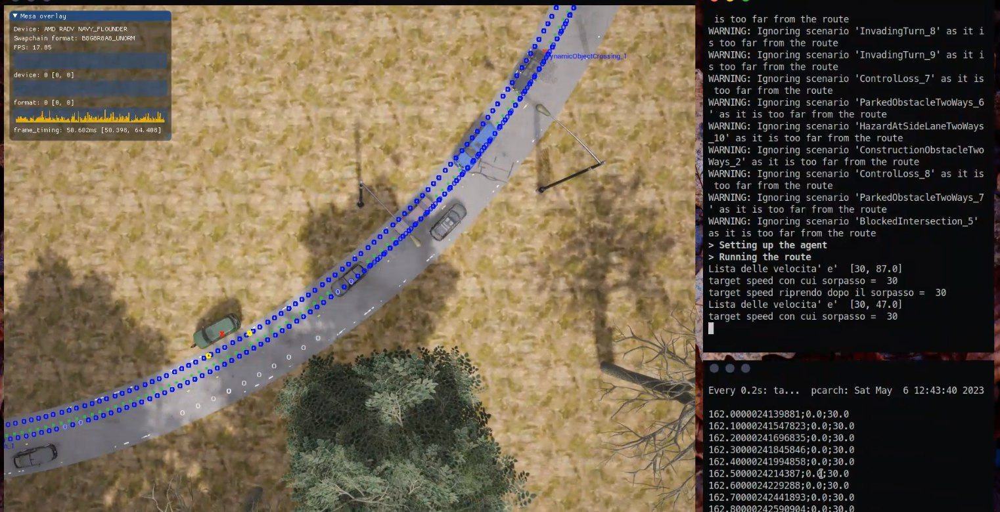 Mesa overlay
Device: AMD RADV NAVY_FLOUNDER
Swapchain format: B8G8R8A8_UNORM
FPS: 17.85
device: 0 [0, 0]
format: 0 [0, 0]
frame_timing: 50.602ms [50.398, 64.408]
ynamicObjectCrossing_1
is too far from the route
WARNING: Ignoring scenario 'InvadingTurn_8' as it i
s too far from the route
WARNING: Ignoring scenario 'InvadingTurn_9' as it i
s too far from the route
WARNING: Ignoring scenario 'ControlLoss_7' as it is
too far from the route
WARNING: Ignoring scenario 'ParkedObstacleTwoWays_6
' as it is too far from the route
WARNING: Ignoring scenario 'HazardAtSideLaneTwoWays
_10' as it is too far from the route
WARNING: Ignoring scenario 'ConstructionObstacleTwo
Ways_2' as it is too far from the route
WARNING: Ignoring scenario 'ControlLoss_8' as it is
too far from the route
WARNING: Ignoring scenario 'ParkedObstacleTwoWays_7
' as it is too far from the route
WARNING: Ignoring scenario 'BlockedIntersection_5'
as it is too far from the route
> Setting up the agent
> Running the route
Lista delle velocita' e'  [30, 87.0]
target speed con cui sorpasso =  30
target speed riprendo dopo il sorpasso =  30
Lista delle velocita' e'  [30, 47.0]
target speed con cui sorpasso =  30
Every 0.2s: ta...  pcarch: Sat May  6 12:43:40 2023
162.0000024139881;0.0;30.0
162.10000241547823;0.0;30.0
162.20000241696835;0.0;30.0
162.30000241845846;0.0;30.0
162.40000241994858;0.0;30.0
162.5000024214387;0.0;30.0
162.6000024229288;0.0;30.0
162.70000242441893;0.0;30.0
162.80000242590904;0.0;30.0